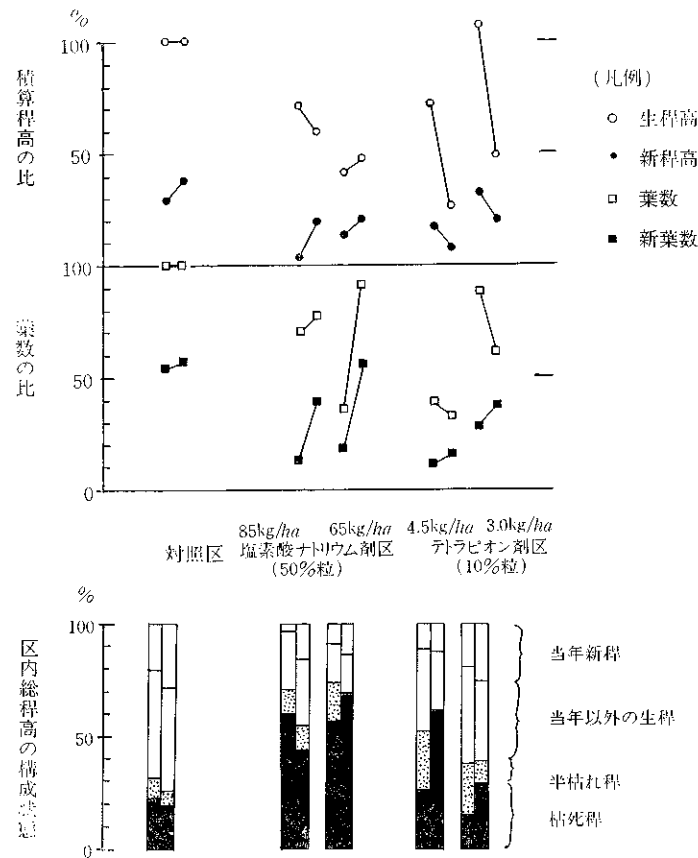 %
100
50
0
積算稈高の比
(凡例)
生稈高
新稈高
葉数
新葉数
100
50
0
葉数の比
対照区
85kg/ha 65kg/ha
塩素酸ナトリウム剤区
(50%粒)
4.5kg/ha 3.0kg/ha
テトラピオン剤区
(10%粒)
%
100
50
0
区内総稈高の構成状態
当年新稈
当年以外の生稈
半枯れ稈
枯死稈